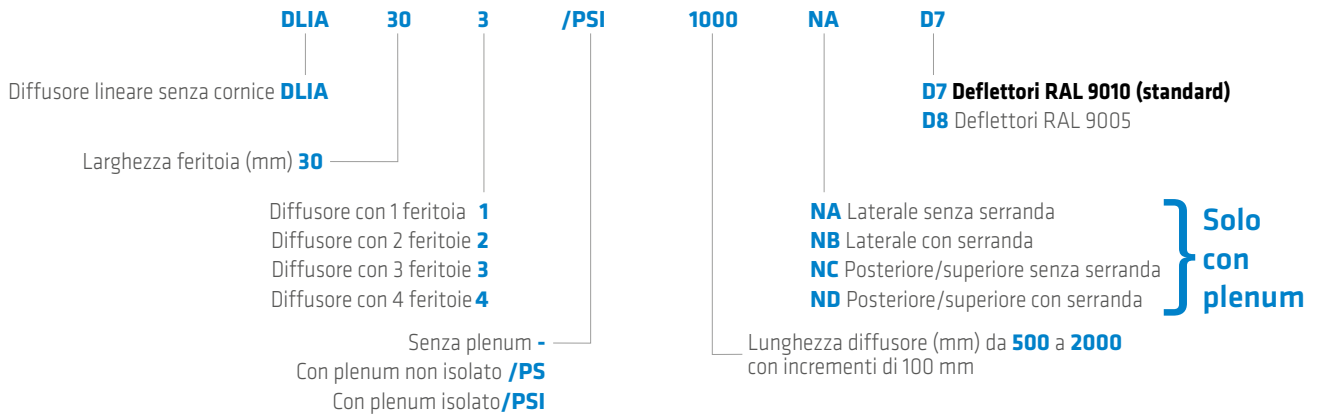 DLIA 30 3 /PSI 1000 NA D7
Diffusore lineare senza cornice DLIA
D7 Deflettori RAL 9010 (standard)
D8 Deflettori RAL 9005
Larghezza feritoia (mm) 30
Diffusore con 1 feritoia 1
Diffusore con 2 feritoie 2
Diffusore con 3 feritoie 3
Diffusore con 4 feritoie 4
NA Laterale senza serranda
NB Laterale con serranda
NC Posteriore/superiore senza serranda
ND Posteriore/superiore con serranda
Solo
con
plenum
Senza plenum -
Con plenum non isolato /PS
Con plenum isolato/PSI
Lunghezza diffusore (mm) da 500 a 2000
con incrementi di 100 mm